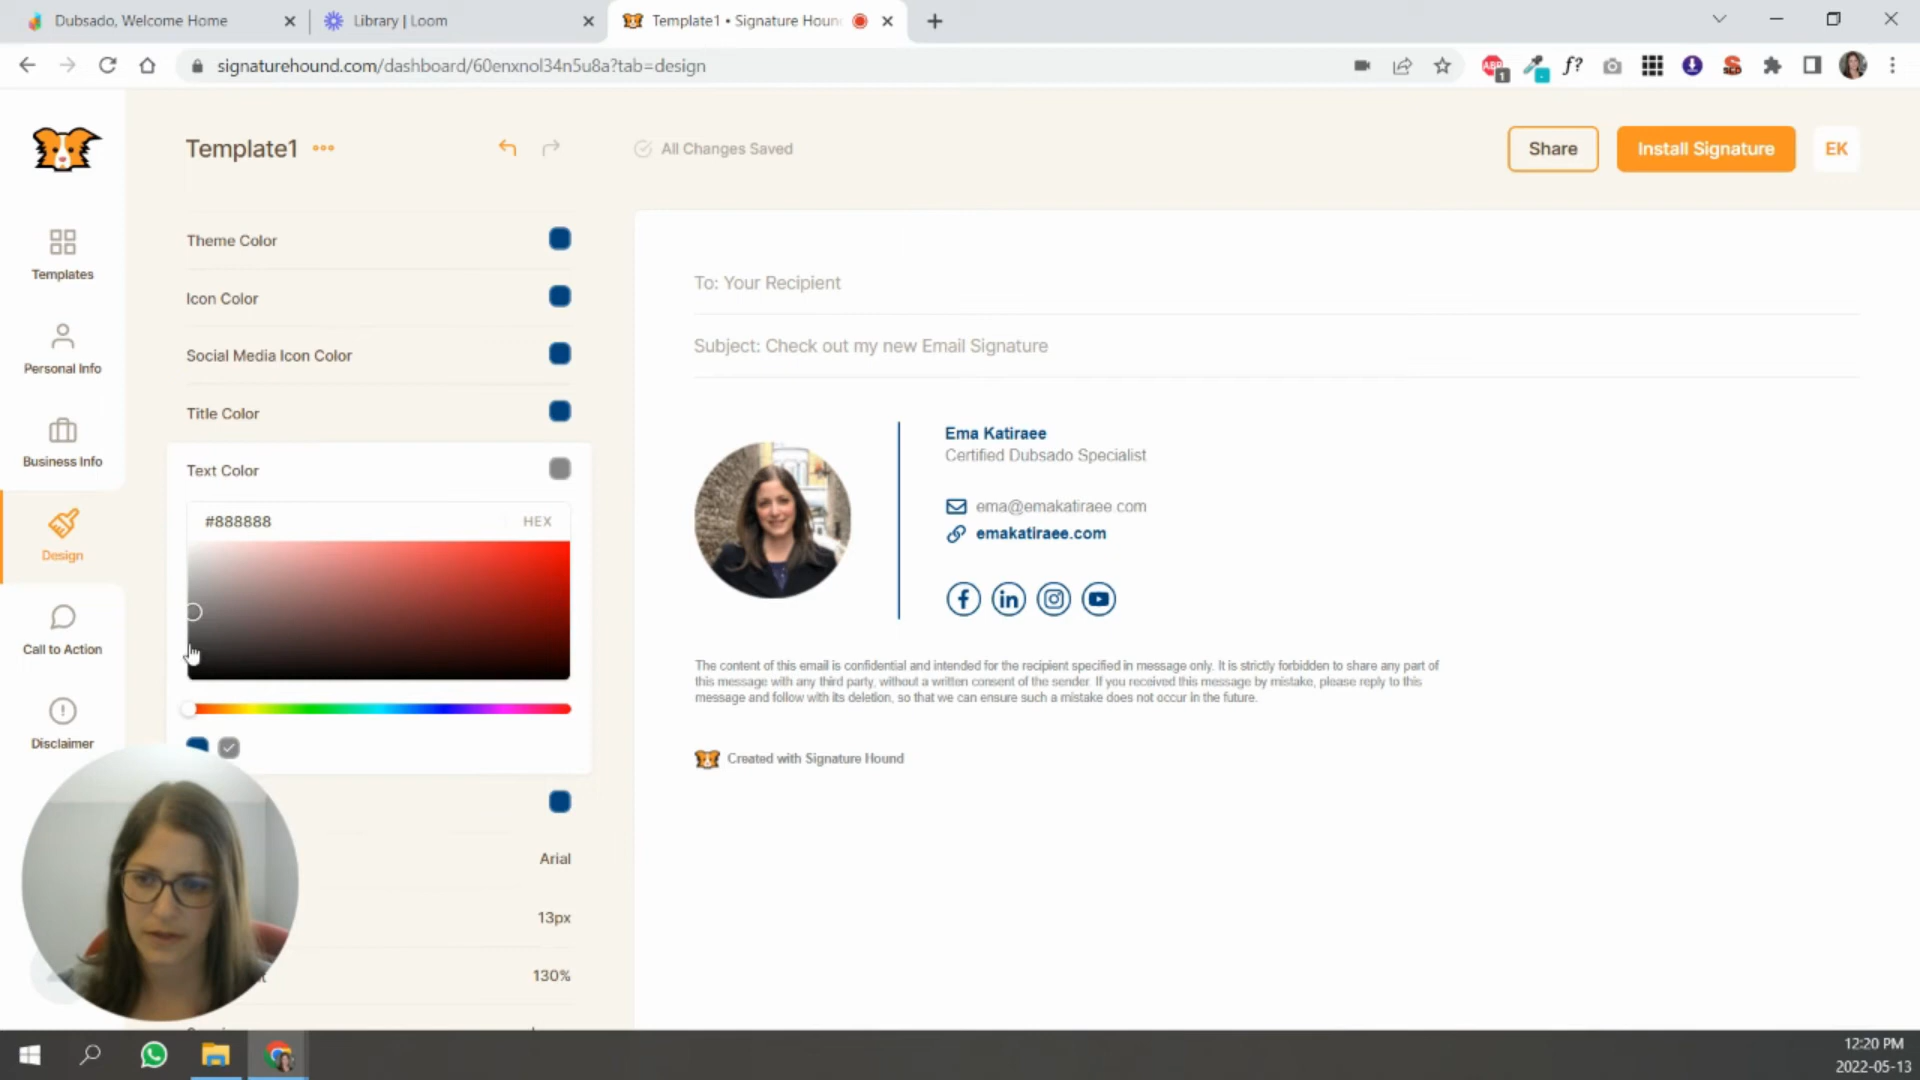 Dubsado, Welcome Home
Library | Loom
Template1 • Signature Houn
signaturehound.com/dashboard/60enxnol34n5u8a?tab=design
ABP
1
f?
SEO
Template1
All Changes Saved
Share
Install Signature
EK
Templates
Personal Info
Business Info
Design
Call to Action
Disclaimer
Theme Color
Icon Color
Social Media Icon Color
Title Color
Text Color
#888888
HEX
Arial
13px
130%
To: Your Recipient
Subject: Check out my new Email Signature
Ema Katiraee
Certified Dubsado Specialist
ema@emakatiraee.com
emakatiraee.com
f
in
The content of this email is confidential and intended for the recipient specified in message only. It is strictly forbidden to share any part of
this message with any third party, without a written consent of the sender. If you received this message by mistake, please reply to this
message and follow with its deletion, so that we can ensure such a mistake does not occur in the future.
Created with Signature Hound
12:20 PM
2022-05-13